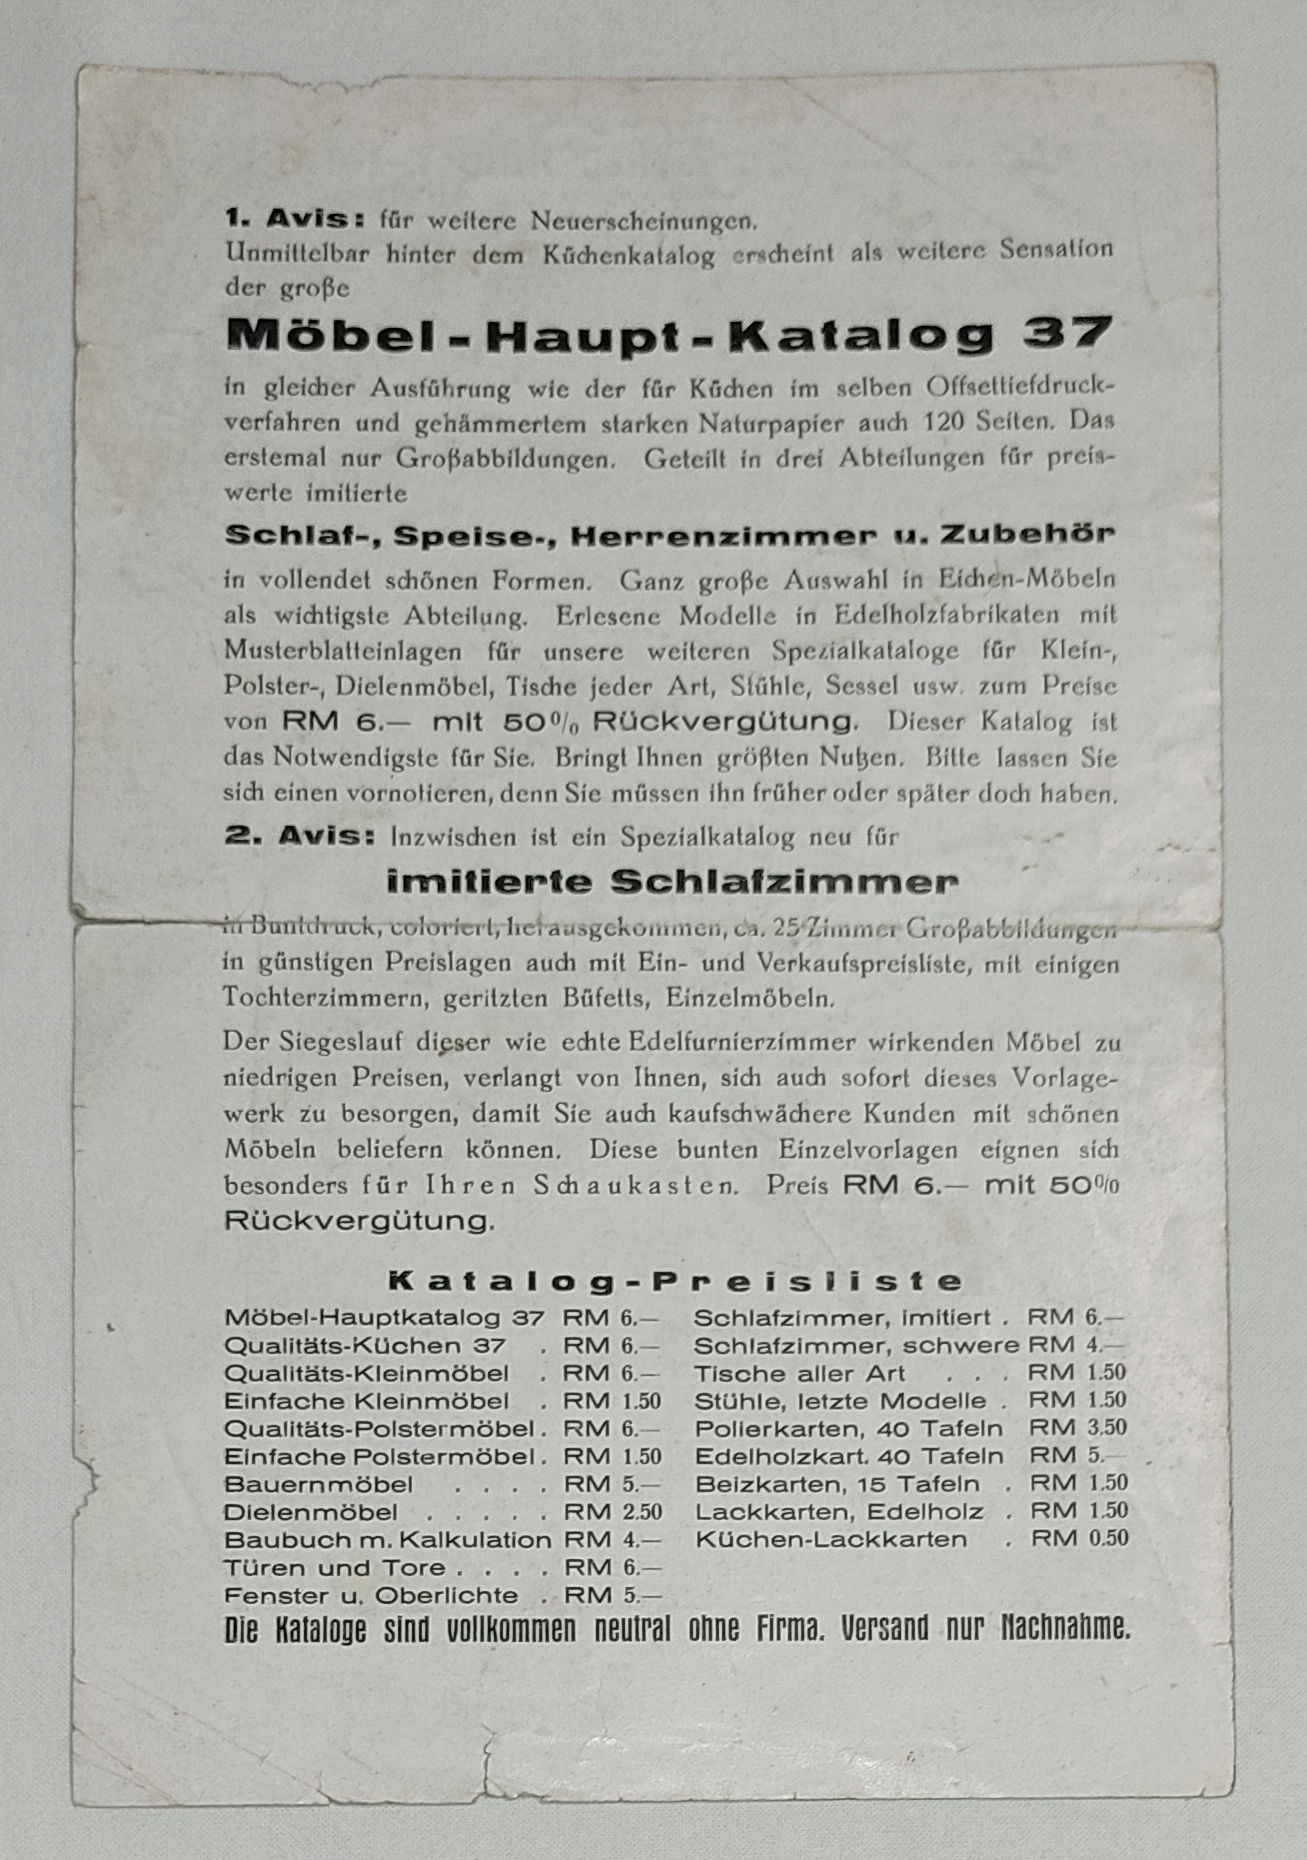 1. Avis: für weitere Neuerscheinungen.
Unmittelbar hinter dem Küchenkatalog erscheint als weitere Sensation
der große
Möbel-Haupt-Katalog 37
in gleicher Ausführung wie der für Küchen im selben Offsettiefdruck-
verfahren und gehämmertem starken Naturpapier auch 120 Seiten. Das
erstemal nur Großabbildungen. Geteilt in drei Abteilungen für preis-
werte imitierte
Schlaf-, Speise-, Herrenzimmer u. Zubehör
in vollendet schönen Formen. Ganz große Auswahl in Eichen-Möbeln
als wichtigste Abteilung. Erlesene Modelle in Edelholzfabrikaten mit
Musterblatteinlagen für unsere weiteren Spezialkataloge für Klein-,
Polster-, Dielenmöbel, Tische jeder Art, Stühle, Sessel usw. zum Preise
von RM 6.— mit 50% Rückvergütung. Dieser Katalog ist
das Notwendigste für Sie. Bringt Ihnen größten Nutzen. Bitte lassen Sie
sich einen vornotieren, denn Sie müssen ihn früher oder später doch haben.
2. Avis: Inzwischen ist ein Spezialkatalog neu für
imitierte Schlafzimmer
in Buntdruck, coloriert, herausgekommen, ca. 25 Zimmer Großabbildungen
in günstigen Preislagen auch mit Ein- und Verkaufspreisliste, mit einigen
Tochterzimmern, geritzten Büfetts, Einzelmöbeln.
Der Siegeslauf dieser wie echte Edelfurnierzimmer wirkenden Möbel zu
niedrigen Preisen, verlangt von Ihnen, sich auch sofort dieses Vorlage-
werk zu besorgen, damit Sie auch kaufschwächere Kunden mit schönen
Möbeln beliefern können. Diese bunten Einzelvorlagen eignen sich
besonders für Ihren Schaukasten. Preis RM 6.— mit 50%
Rückvergütung.
Katalog-Preisliste
Möbel-Hauptkatalog 37 RM 6.— Schlafzimmer, imitiert . RM 6.—
Qualitäts-Küchen 37 . RM 6.— Schlafzimmer, schwere RM 4.—
Qualitäts-Kleinmöbel . RM 6.— Tische aller Art . . . RM 1.50
Einfache Kleinmöbel . RM 1.50 Stühle, letzte Modelle . RM 1.50
Qualitäts-Polstermöbel . RM 6.— Polierkarten, 40 Tafeln RM 3.50
Einfache Polstermöbel . RM 1.50 Edelholzkart. 40 Tafeln RM 5.—
Bauernmöbel . . . . RM 5.— Beizkarten, 15 Tafeln . RM 1.50
Dielenmöbel . . . . . RM 2.50 Lackkarten, Edelholz . RM 1.50
Baubuch m. Kalkulation RM 4.— Küchen-Lackkarten . RM 0.50
Türen und Tore . . . . RM 6.—
Fenster u. Oberlichte . RM 5.—
Die Kataloge sind vollkommen neutral ohne Firma. Versand nur Nachnahme.